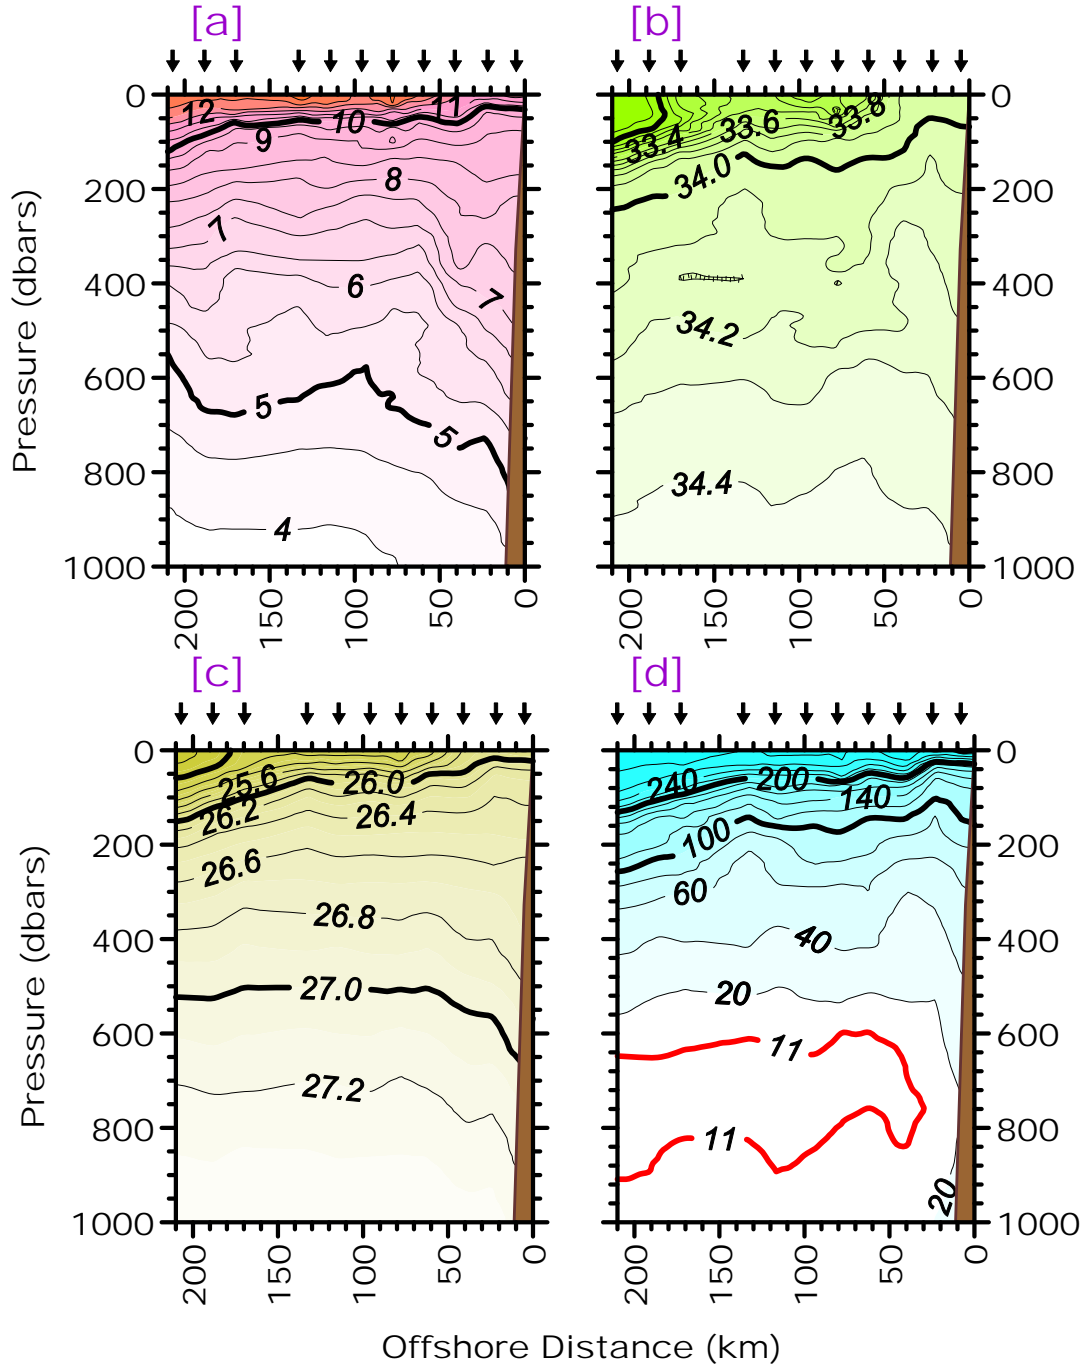 [a] [b]
0 12 11 10 9 0 33.4 33.6 33.8 0
200 8 34.0 200
7
400 6 7 34.2 400
600 5 5 600
800 34.4 800
1000 4 1000
200 150 100 50 0 200 150 100 50 0
Pressure (dbars)
[c] [d]
0 25.6 26.0 240 200 0
26.2 26.4 140
200 26.6 100 60 200
400 26.8 40 400
27.0 20
600 11 600
27.2
800 11 800
1000 20 1000
200 150 100 50 0 200 150 100 50 0
Pressure (dbars)
Offshore Distance (km)